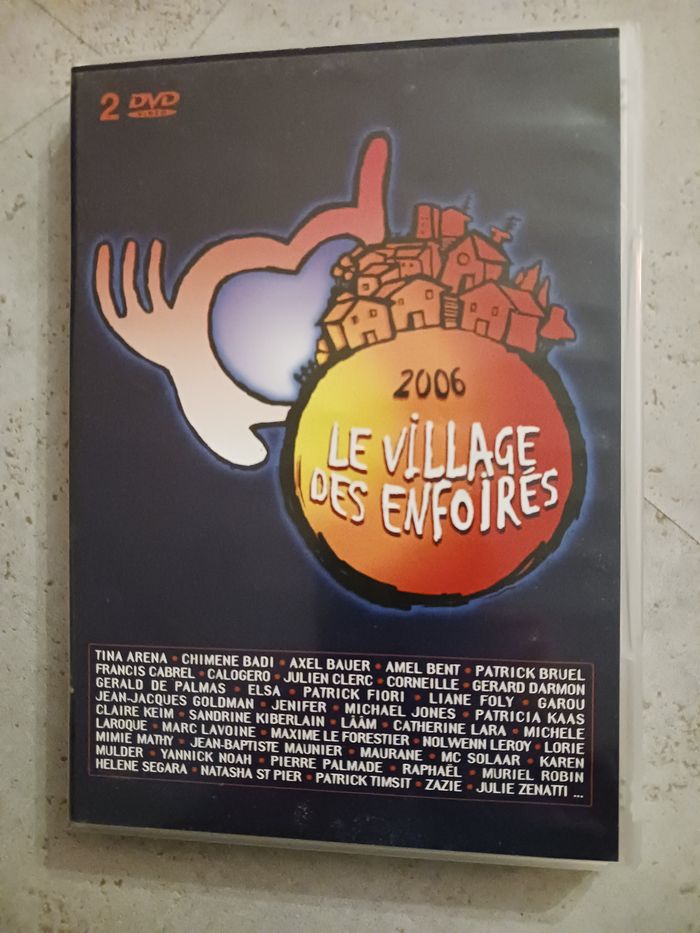 2 DVD
VIDEO
2006
LE VILLAGE
DES ENFOIRÉS
TINA ARENA • CHIMENE BADI • AXEL BAUER • AMEL BENT • PATRICK BRUEL
FRANCIS CABREL • CALOGERO • JULIEN CLERC • CORNEILLE • GERARD DARMON
GERALD DE PALMAS • ELSA • PATRICK FIORI • LIANE FOLY • GAROU
JEAN-JACQUES GOLDMAN • JENIFER • MICHAEL JONES • PATRICIA KAAS
CLAIRE KEIM • SANDRINE KIBERLAIN • LÂÂM • CATHERINE LARA • MICHELE
LAROQUE • MARC LAVOINE • MAXIME LE FORESTIER • NOLWENN LEROY • LORIE
MIMIE MATHY • JEAN-BAPTISTE MAUNIER • MAURANE • MC SOLAAR • KAREN
MULDER • YANNICK NOAH • PIERRE PALMADE • RAPHAËL • MURIEL ROBIN
HELENE SEGARA • NATASHA ST PIER • PATRICK TIMSIT • ZAZIE • JULIE ZENATTI ...